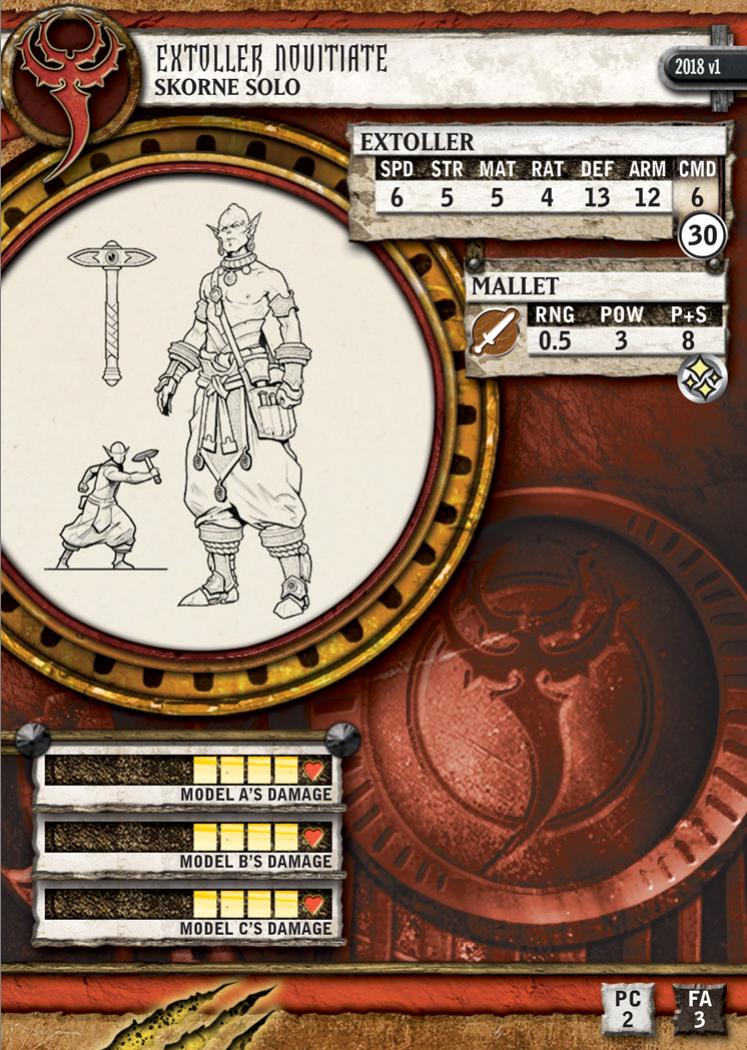 EXTOLLER NOVITIATE
SKORNE SOLO
2018 v1
EXTOLLER
SPD STR MAT RAT DEF ARM CMD
6 5 5 4 13 12 6
30
MALLET
RNG POW P+S
0.5 3 8
MODEL A'S DAMAGE
MODEL B'S DAMAGE
MODEL C'S DAMAGE
PC FA
2 3